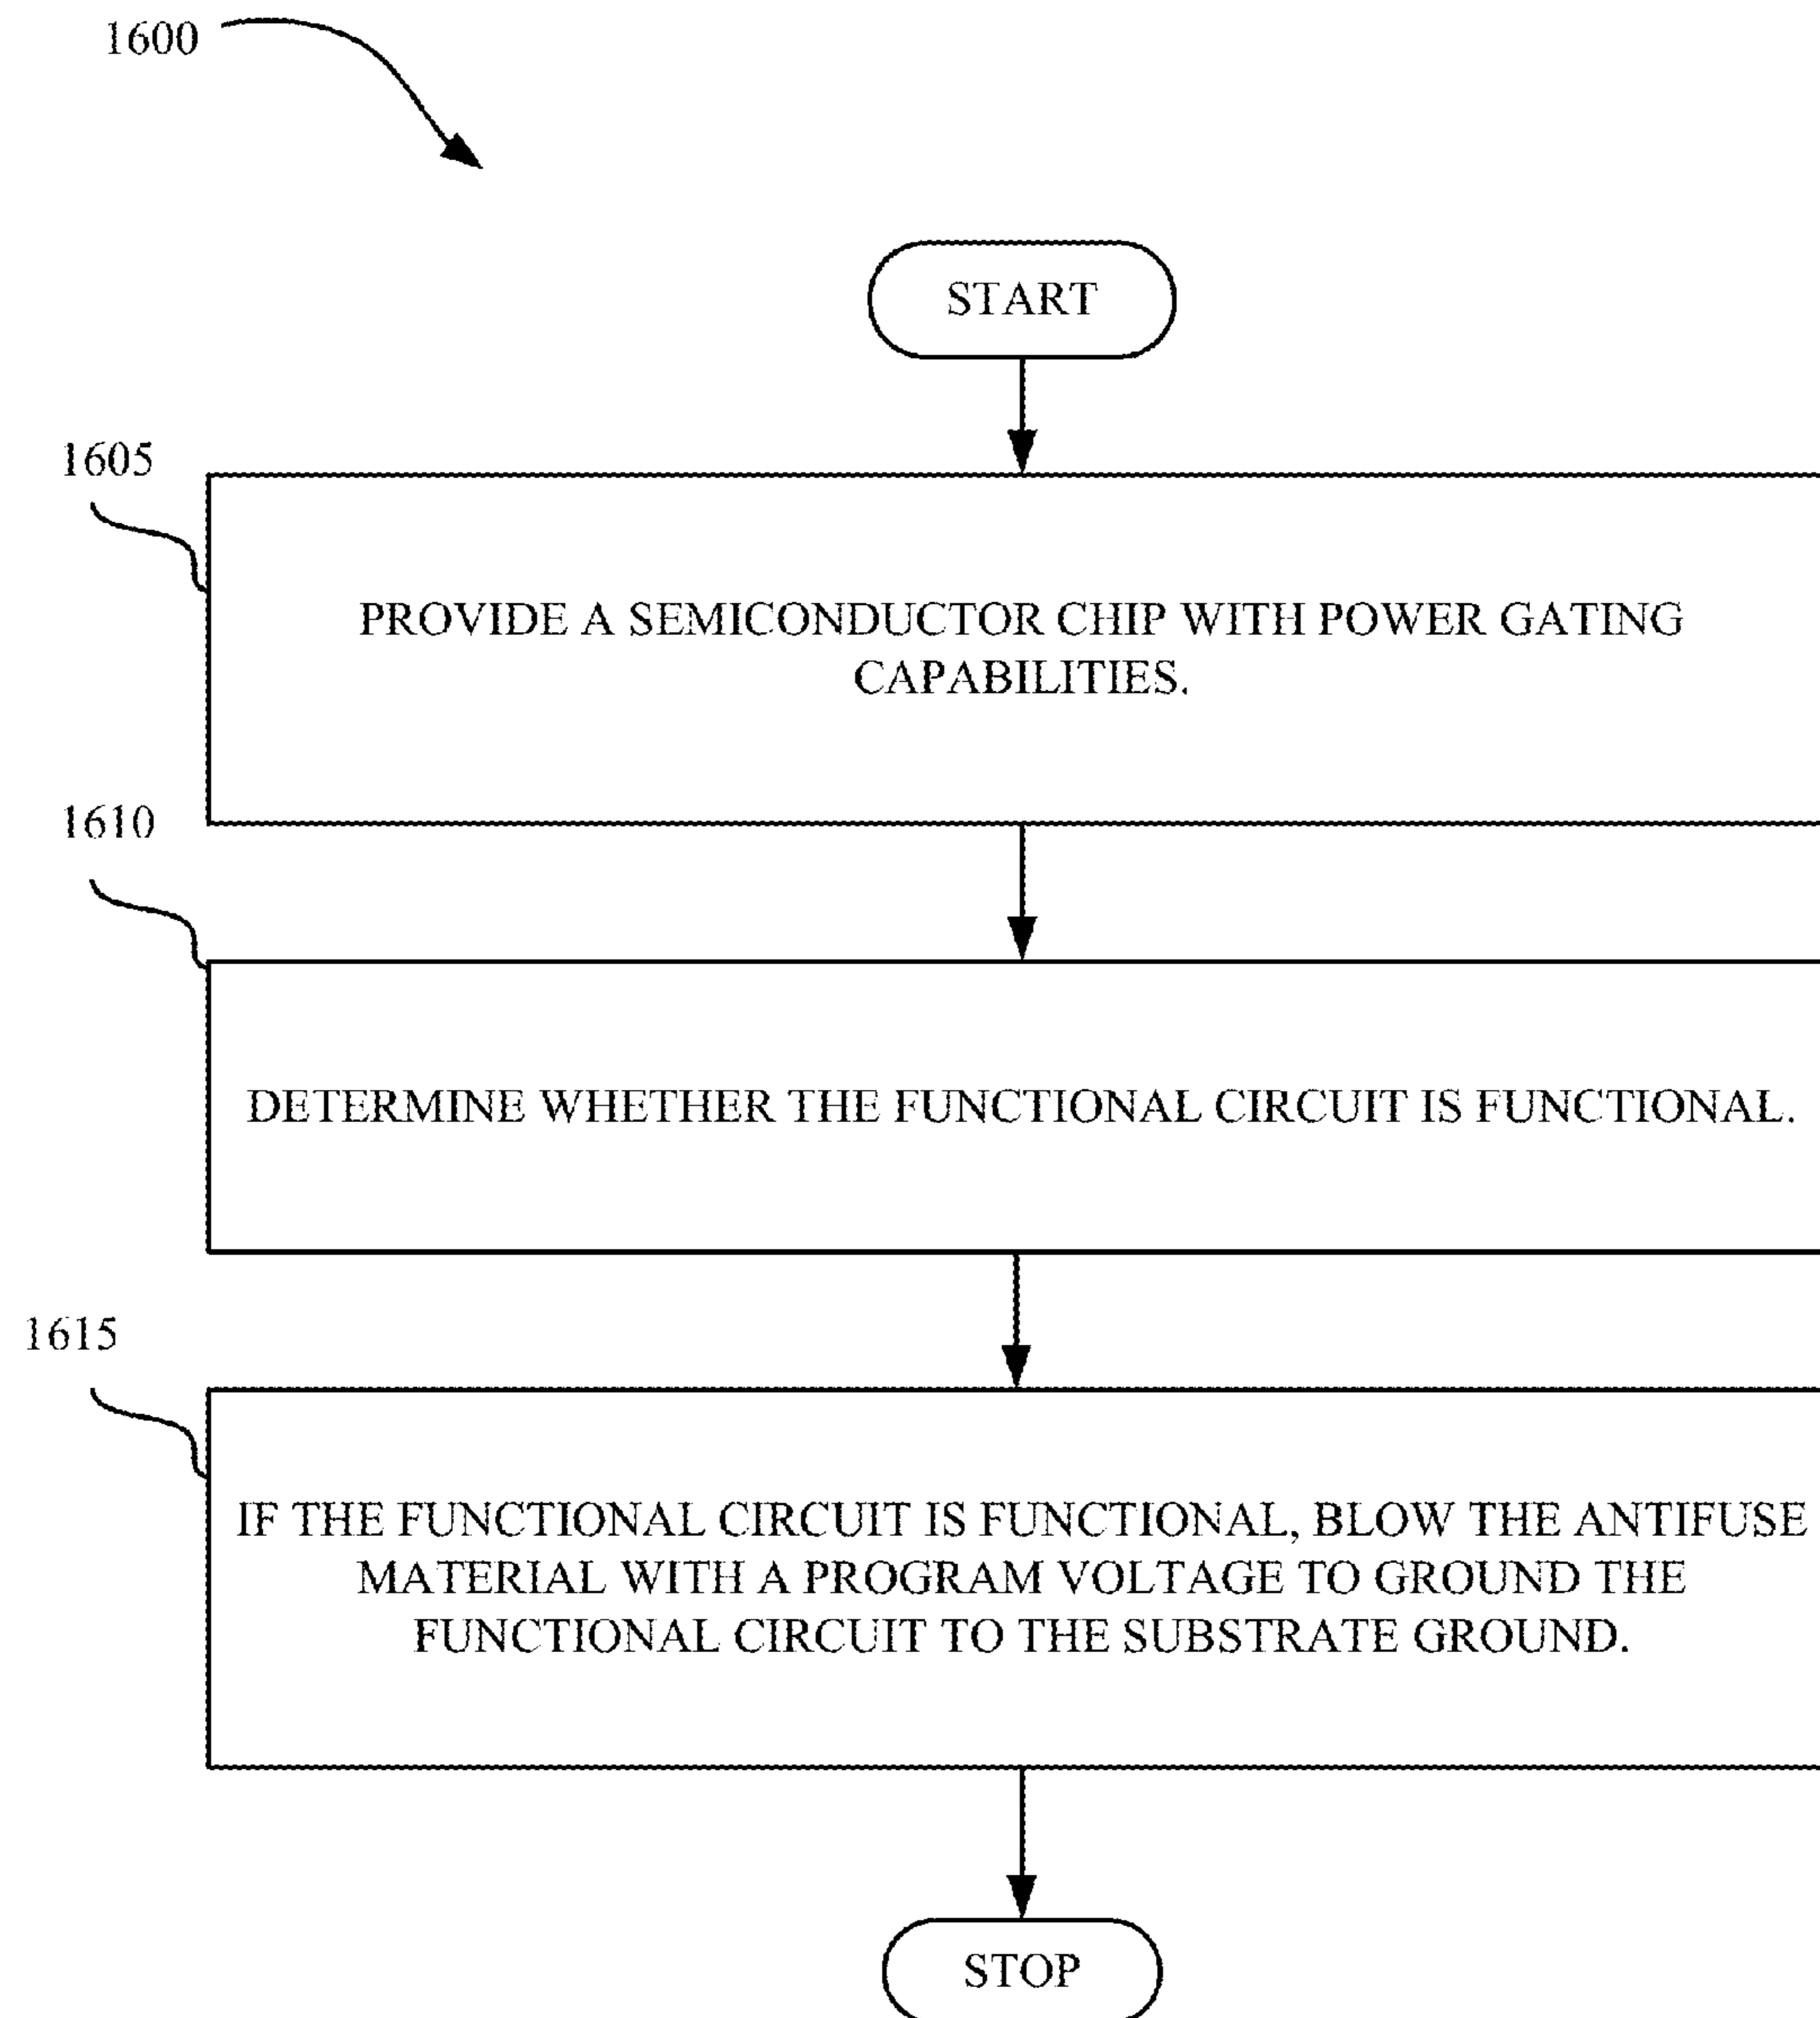 1600
START
1605
PROVIDE A SEMICONDUCTOR CHIP WITH POWER GATING
CAPABILITIES.
1610
DETERMINE WHETHER THE FUNCTIONAL CIRCUIT IS FUNCTIONAL.
1615
IF THE FUNCTIONAL CIRCUIT IS FUNCTIONAL, BLOW THE ANTIFUSE
MATERIAL WITH A PROGRAM VOLTAGE TO GROUND THE
FUNCTIONAL CIRCUIT TO THE SUBSTRATE GROUND.
STOP